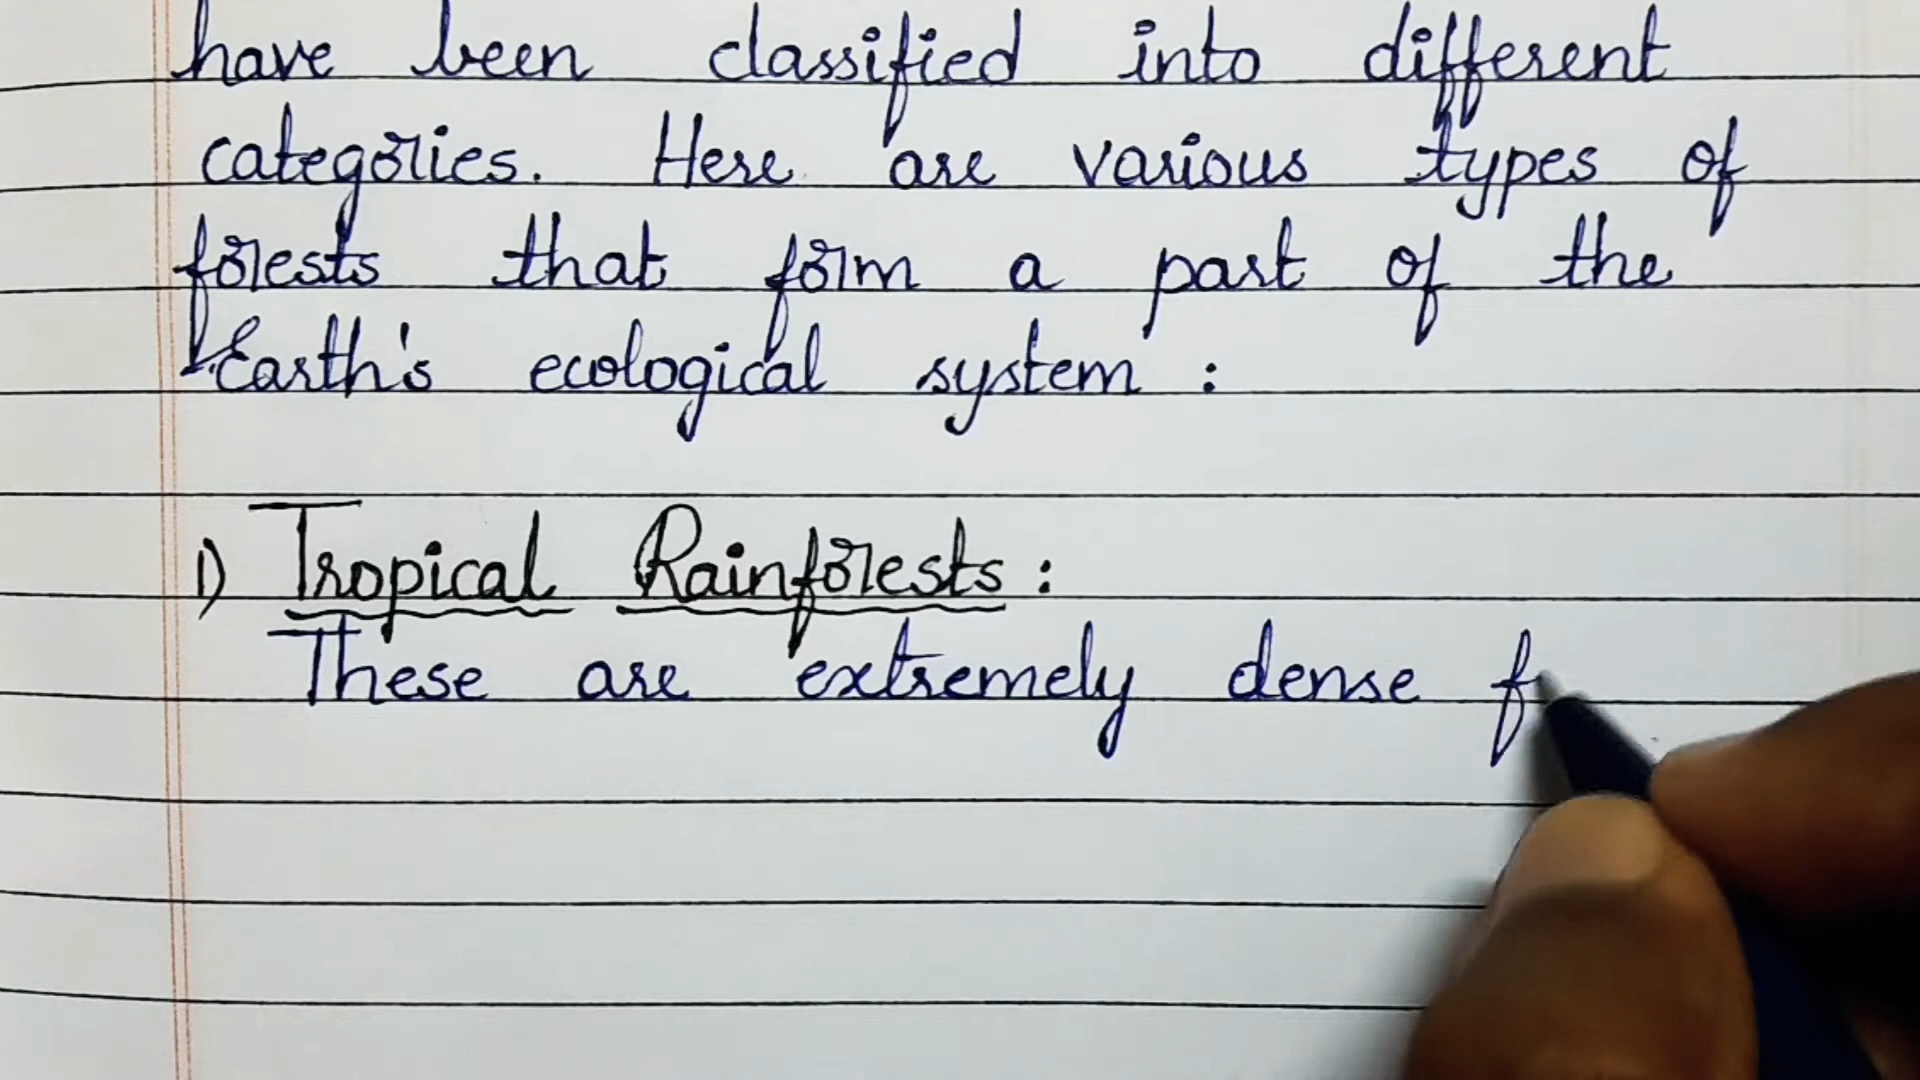 have been classified into different
categories. Here are various types of
forests that form a part of the
Earth's ecological system :
1) Tropical Rainforests :
These are extremely dense f